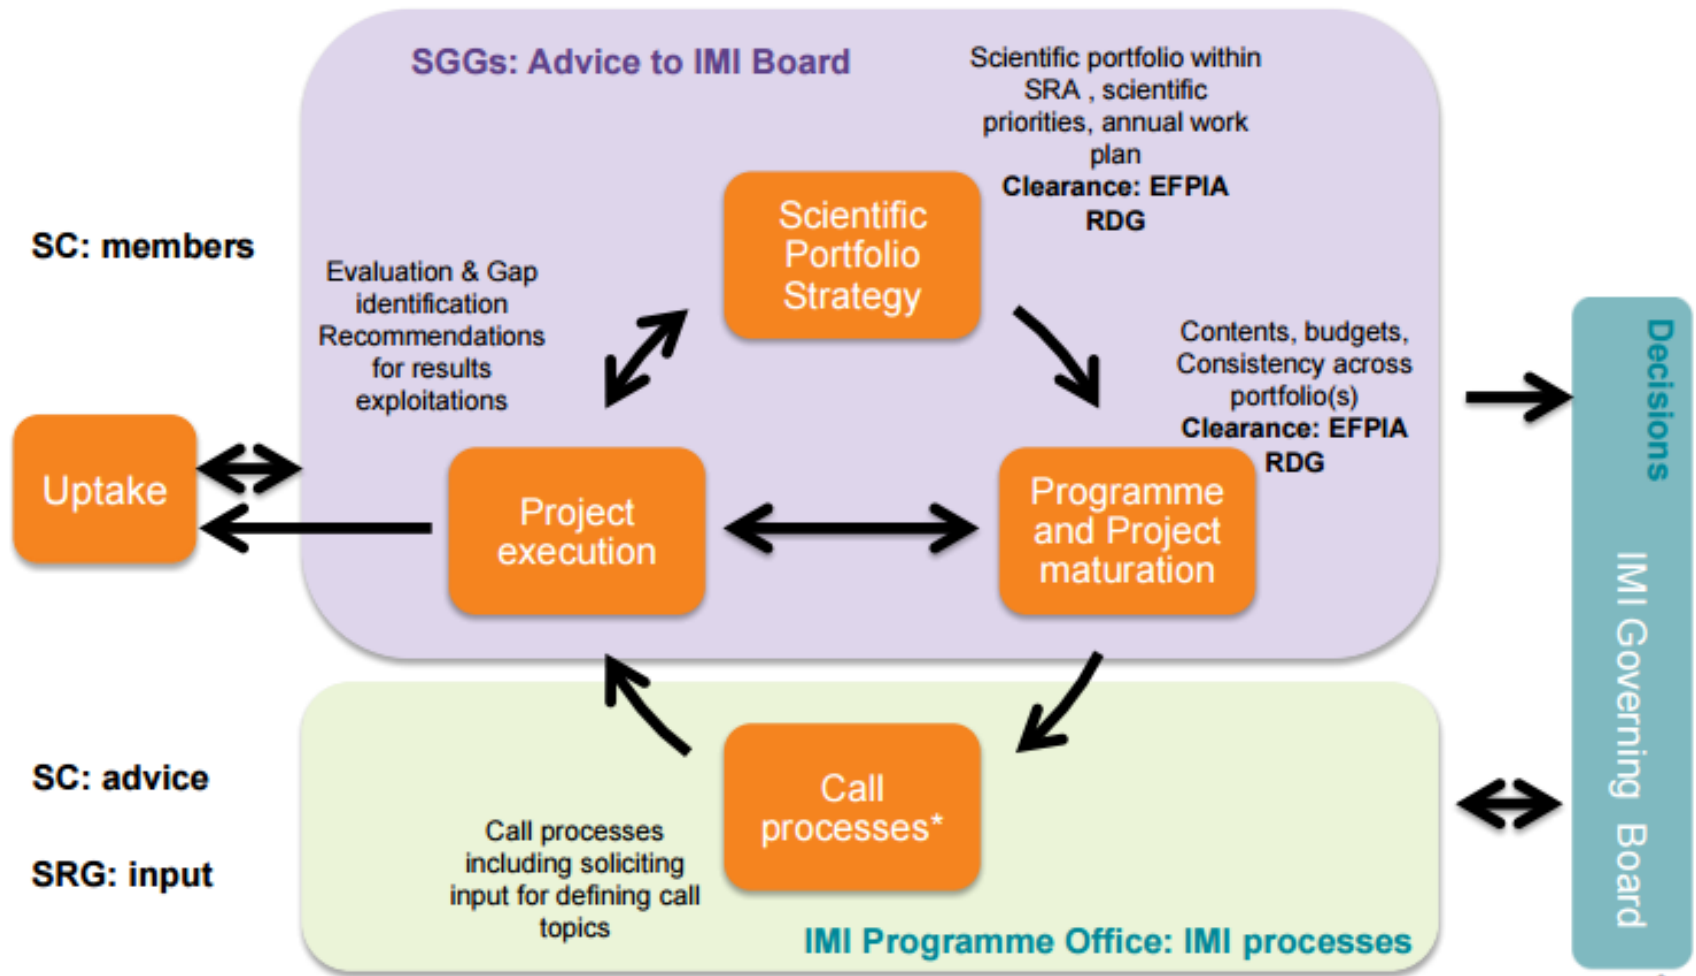 SGGs: Advice to IMI Board
Scientific portfolio within
SRA , scientific
priorities, annual work
plan
Clearance: EFPIA
RDG
Scientific
Portfolio
Strategy
SC: members
Evaluation & Gap
identification
Recommendations
for results
exploitations
Contents, budgets,
Consistency across
portfolio(s)
Clearance: EFPIA
RDG
Uptake
Project
execution
Programme
and Project
maturation
Decisions
IMI Governing Board
SC: advice
SRG: input
Call
processes*
Call processes
including soliciting
input for defining call
topics
IMI Programme Office: IMI processes